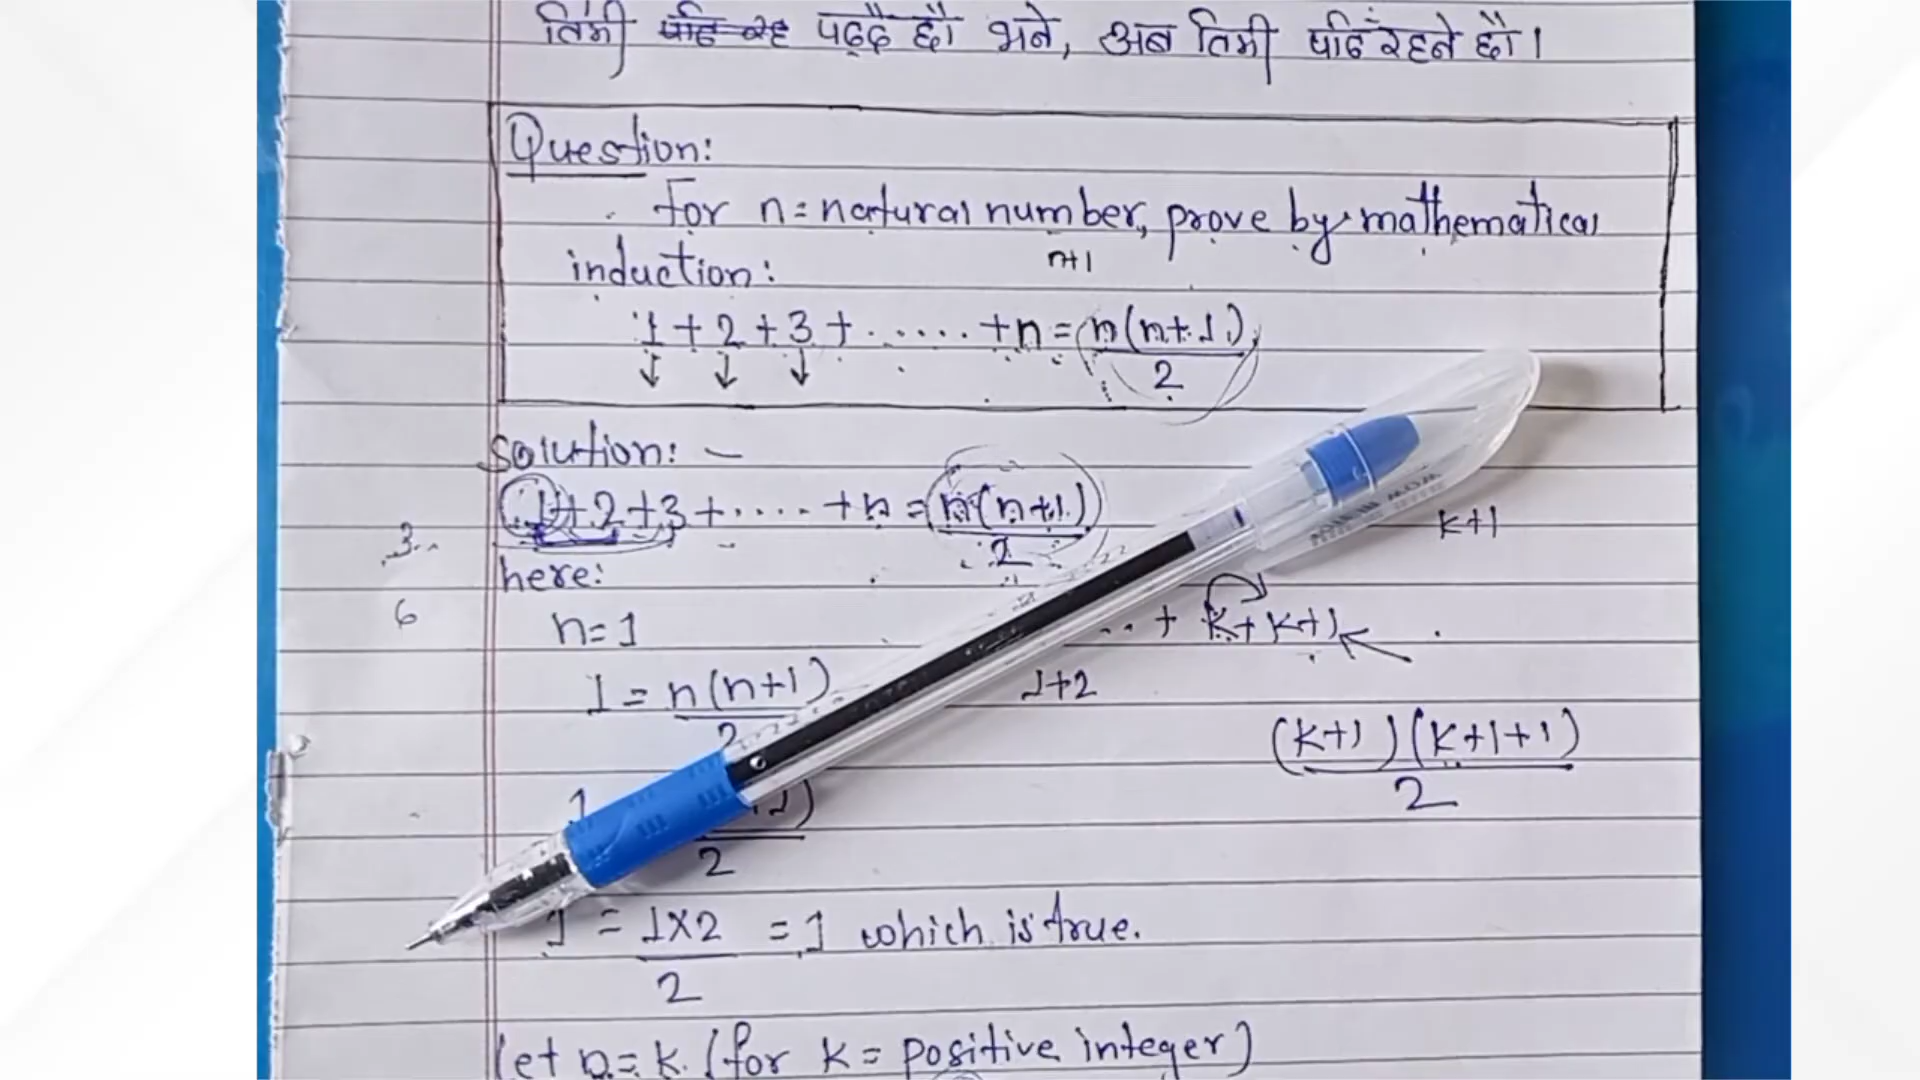 तिमी पढ्दै छौ भने, अब तिमी पढिरहने छौ।
Question:
For n = natural number, prove by mathematical
induction:
n+1
1 + 2 + 3 + ...... + n = n(n+1)/2
solution: -
1+2+3+.....+n = n(n+1)/2
3
k+1
here:
6
n=1
..+ k+k+1
1 = n(n+1)/2
1+2
(k+1)(k+1+1)/2
1
2
1 = 1×2/2 = 1 which is true.
let n=k (for k = positive integer)